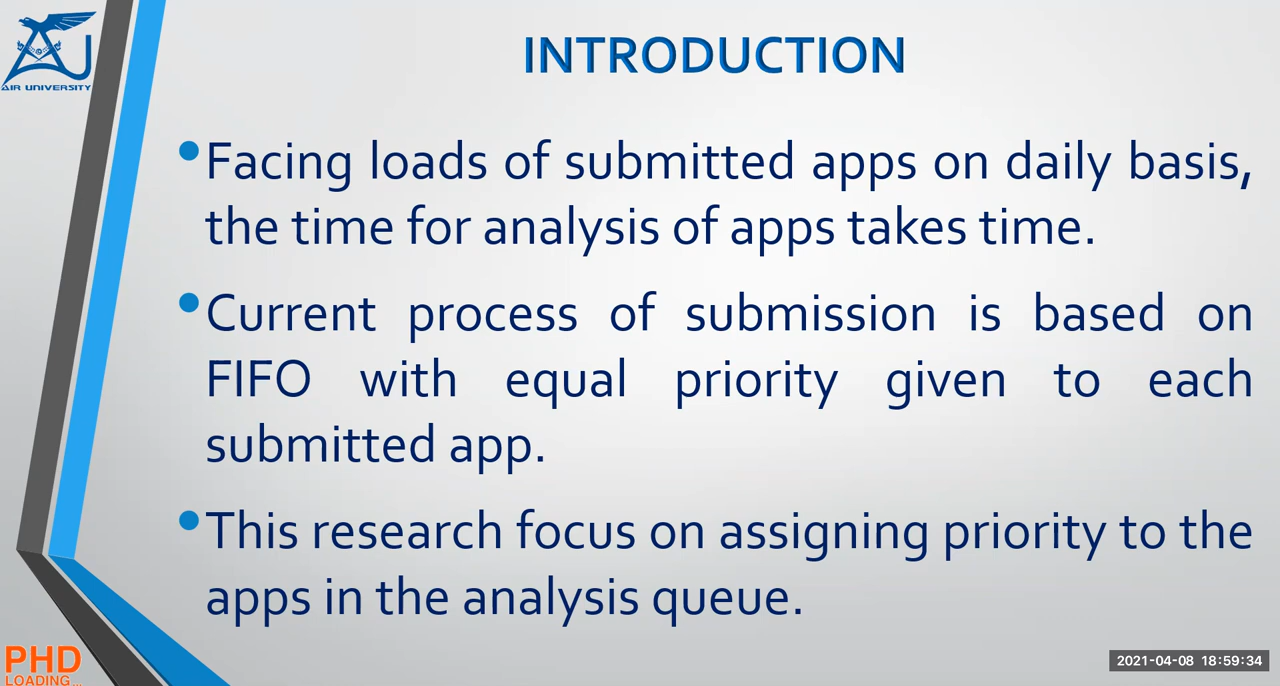 AIR UNIVERSITY
INTRODUCTION
•Facing loads of submitted apps on daily basis,
the time for analysis of apps takes time.
•Current process of submission is based on
FIFO with equal priority given to each
submitted app.
•This research focus on assigning priority to the
apps in the analysis queue.
PHD
LOADING...
2021-04-08 18:59:34